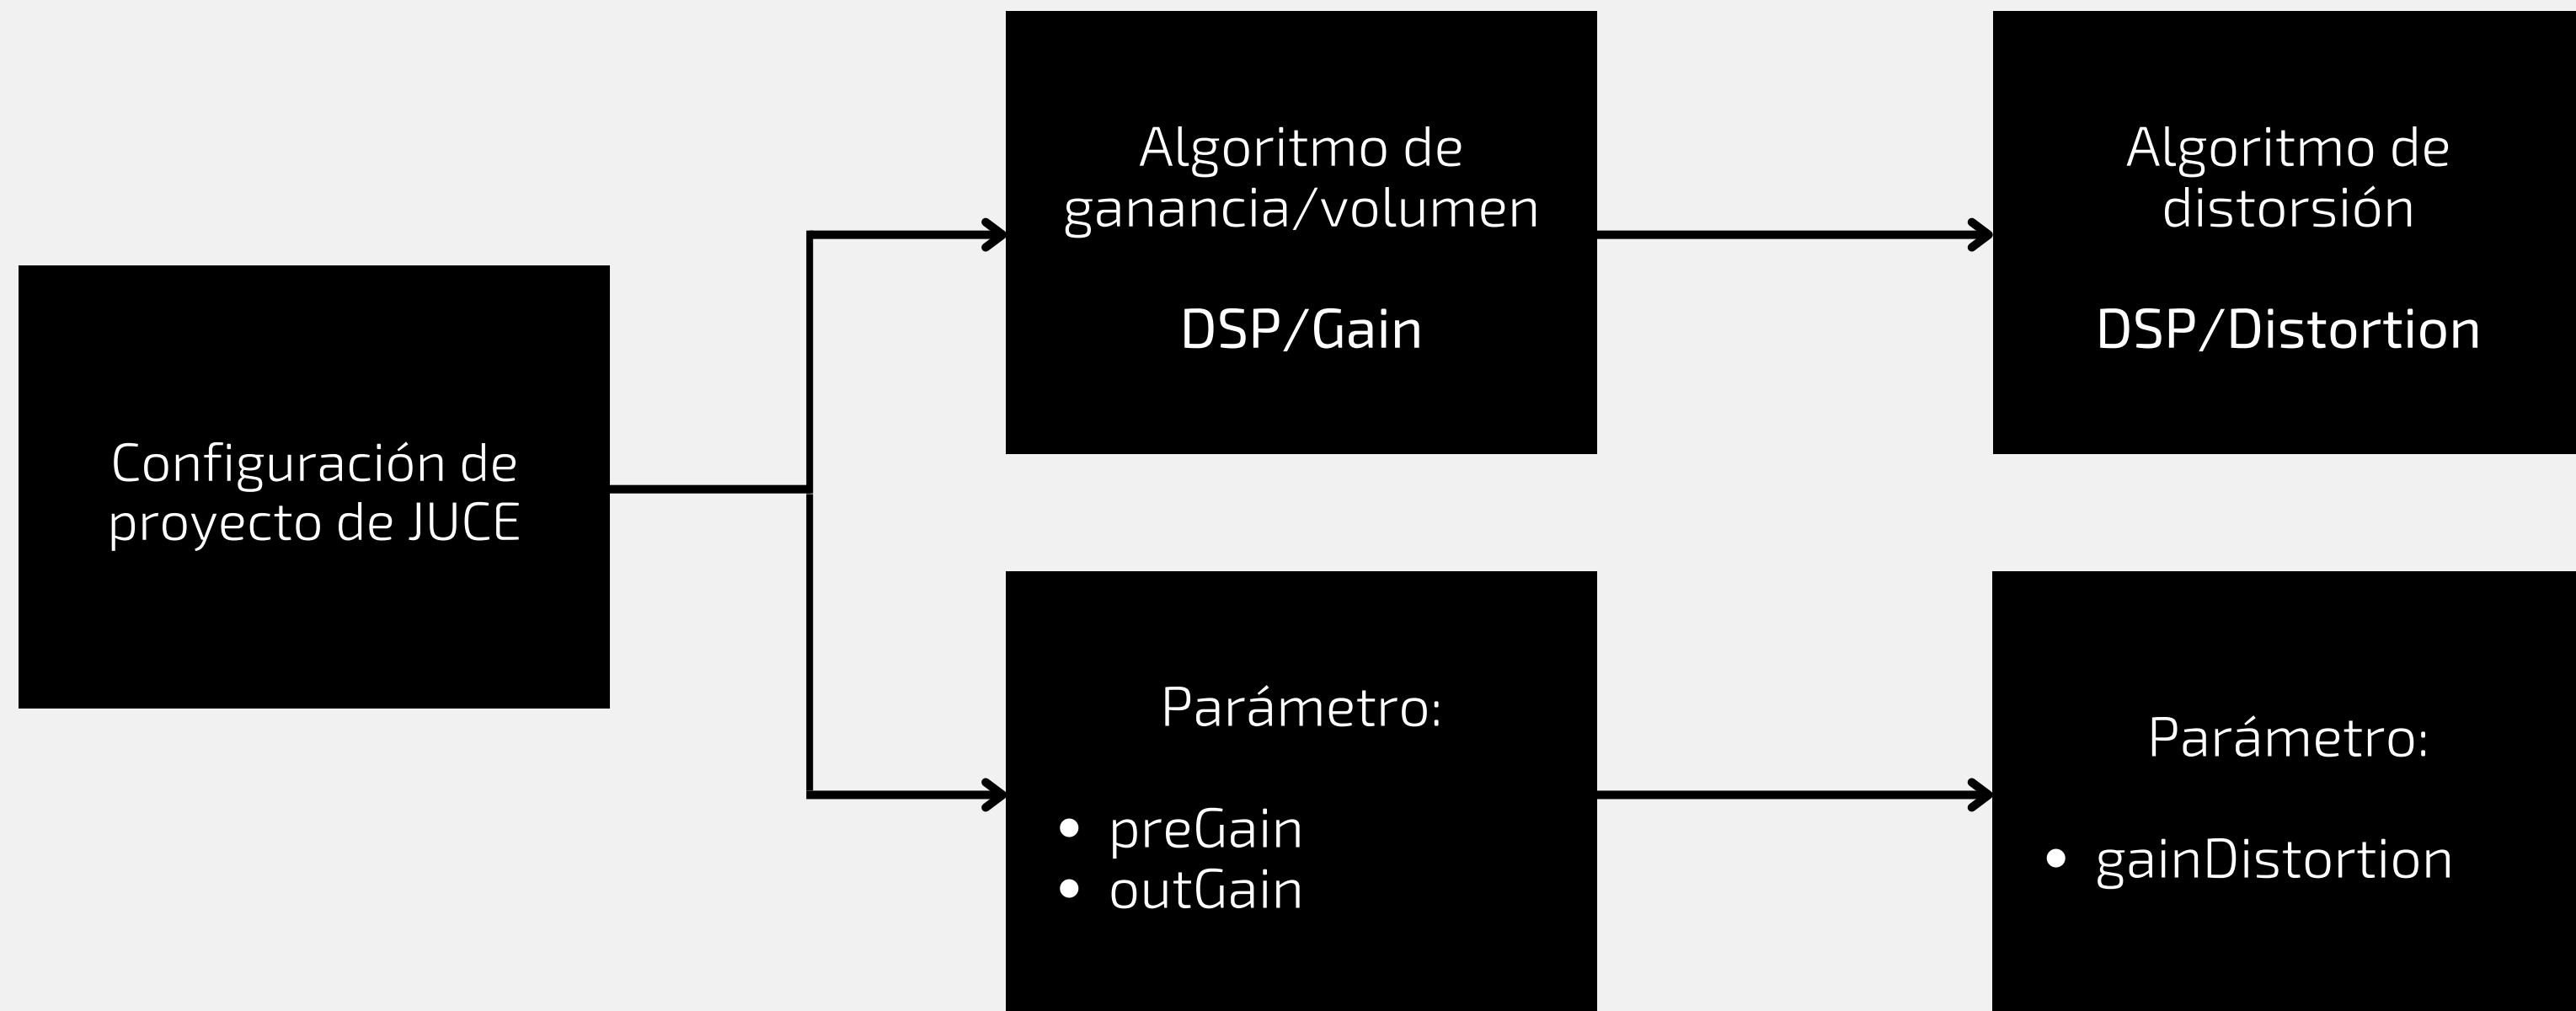 Configuración de
proyecto de JUCE
Algoritmo de
ganancia/volumen
DSP/Gain
Algoritmo de
distorsión
DSP/Distortion
Parámetro:
• preGain
• outGain
Parámetro:
• gainDistortion